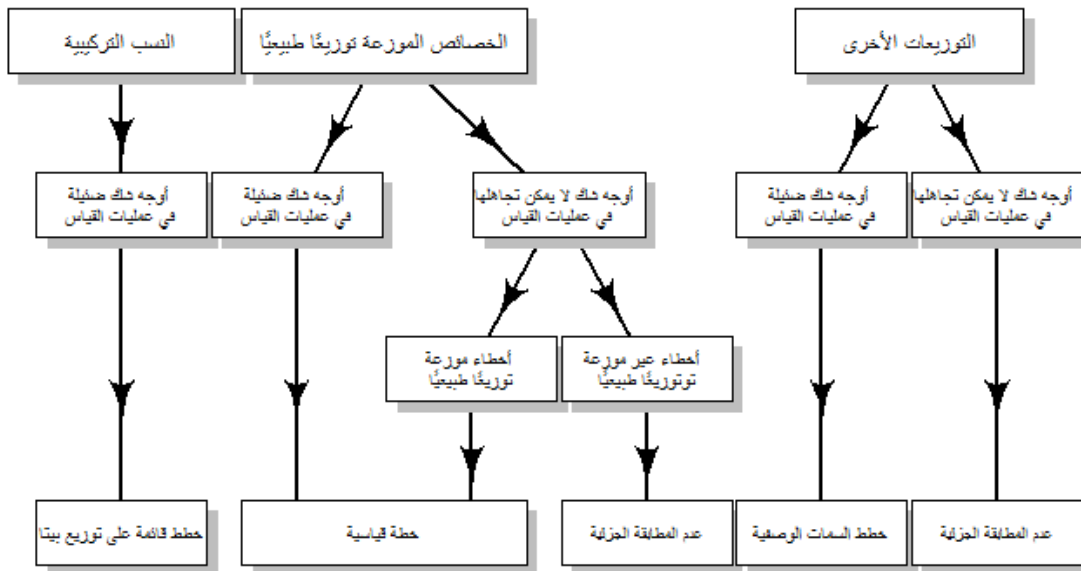 التوزيعات الأخرى
الخصائص الموزعة توزيعًا طبيعيًا
النسب التركيبية
أوجه شك لا يمكن تجاهلها
في عمليات القياس
أوجه شك ضئيلة
في عمليات القياس
أوجه شك لا يمكن تجاهلها
في عمليات القياس
أوجه شك ضئيلة
في عمليات القياس
أوجه شك ضئيلة
في عمليات القياس
أخطاء غير موزعة
توتوزيعًا طبيعيًا
أخطاء موزعة
توزيعًا طبيعيًا
عدم المطابقة الجزئية
خطط السمات الوصفية
عدم المطابقة الجزئية
خطة قياسية
خطط قائمة على توزيع بيتا